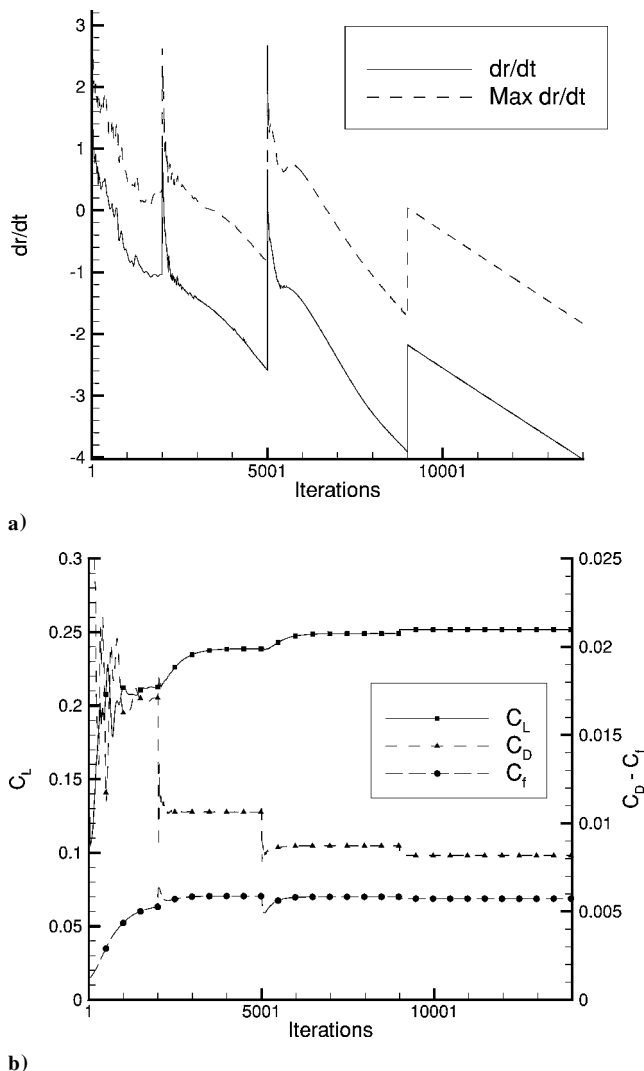 3
2
1
0
-1
-2
-3
-4
dr/dt
dr/dt
Max dr/dt
1
5001
10001
Iterations
a)
0.3
0.25
0.2
0.15
0.1
0.05
0
C_L
0.025
0.02
0.015
0.01
0.005
0
C_D - C_f
C_L
C_D
C_f
1
5001
10001
Iterations
b)